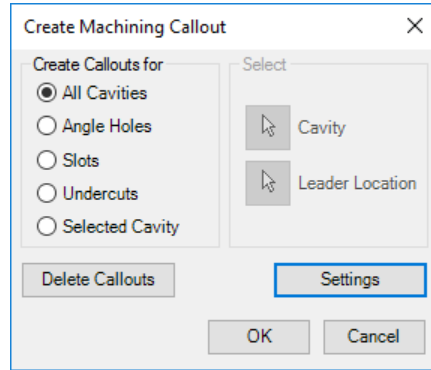 Create Machining Callout
Create Callouts for
All Cavities
Angle Holes
Slots
Undercuts
Selected Cavity
Select
Cavity
Leader Location
Delete Callouts
Settings
OK
Cancel